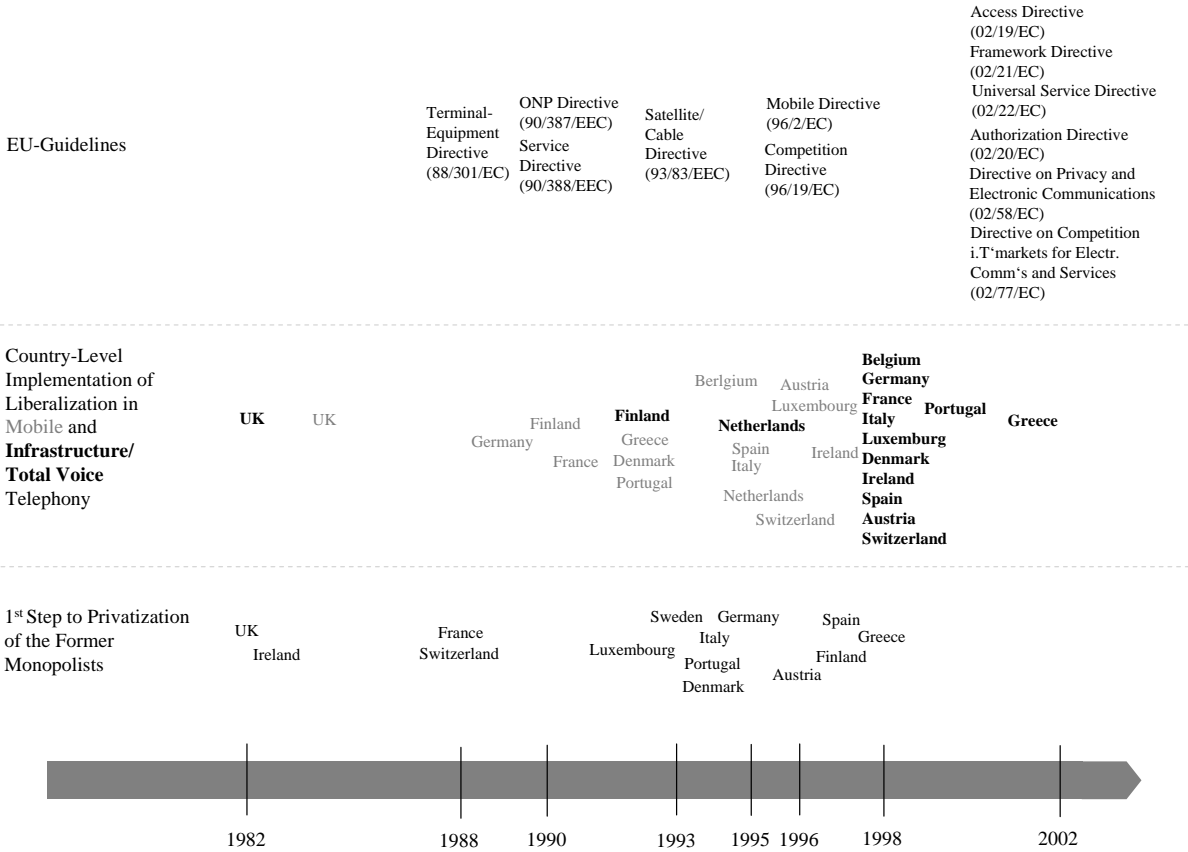 Access Directive
(02/19/EC)
Framework Directive
(02/21/EC)
Universal Service Directive
(02/22/EC)
Authorization Directive
(02/20/EC)
Directive on Privacy and
Electronic Communications
(02/58/EC)
Directive on Competition
i.T‘markets for Electr.
Comm‘s and Services
(02/77/EC)
EU-Guidelines
Terminal-
Equipment
Directive
(88/301/EC)
ONP Directive
(90/387/EEC)
Service
Directive
(90/388/EEC)
Satellite/
Cable
Directive
(93/83/EEC)
Mobile Directive
(96/2/EC)
Competition
Directive
(96/19/EC)
Country-Level
Implementation of
Liberalization in
Mobile and
Infrastructure/
Total Voice
Telephony
UK
UK
Germany
Finland
France
Finland
Greece
Denmark
Portugal
Berlgium
Netherlands
Spain
Italy
Netherlands
Switzerland
Austria
Luxembourg
Ireland
Belgium
Germany
France
Italy
Luxemburg
Denmark
Ireland
Spain
Austria
Switzerland
Portugal
Greece
1st Step to Privatization
of the Former
Monopolists
UK
Ireland
France
Switzerland
Luxembourg
Sweden
Germany
Italy
Portugal
Denmark
Austria
Spain
Greece
Finland
1982
1988
1990
1993
1995
1996
1998
2002